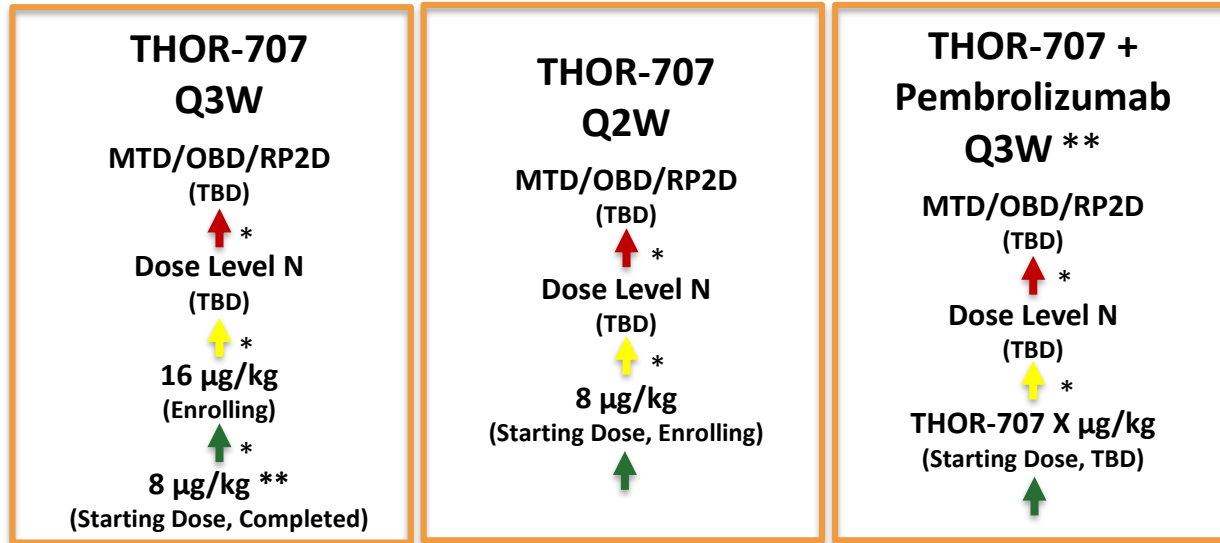 THOR-707
Q3W
MTD/OBD/RP2D
(TBD)
*
Dose Level N
(TBD)
*
16 µg/kg
(Enrolling)
*
8 µg/kg **
(Starting Dose, Completed)
THOR-707
Q2W
MTD/OBD/RP2D
(TBD)
*
Dose Level N
(TBD)
*
8 µg/kg
(Starting Dose, Enrolling)
THOR-707 +
Pembrolizumab
Q3W **
MTD/OBD/RP2D
(TBD)
*
Dose Level N
(TBD)
*
THOR-707 X µg/kg
(Starting Dose, TBD)